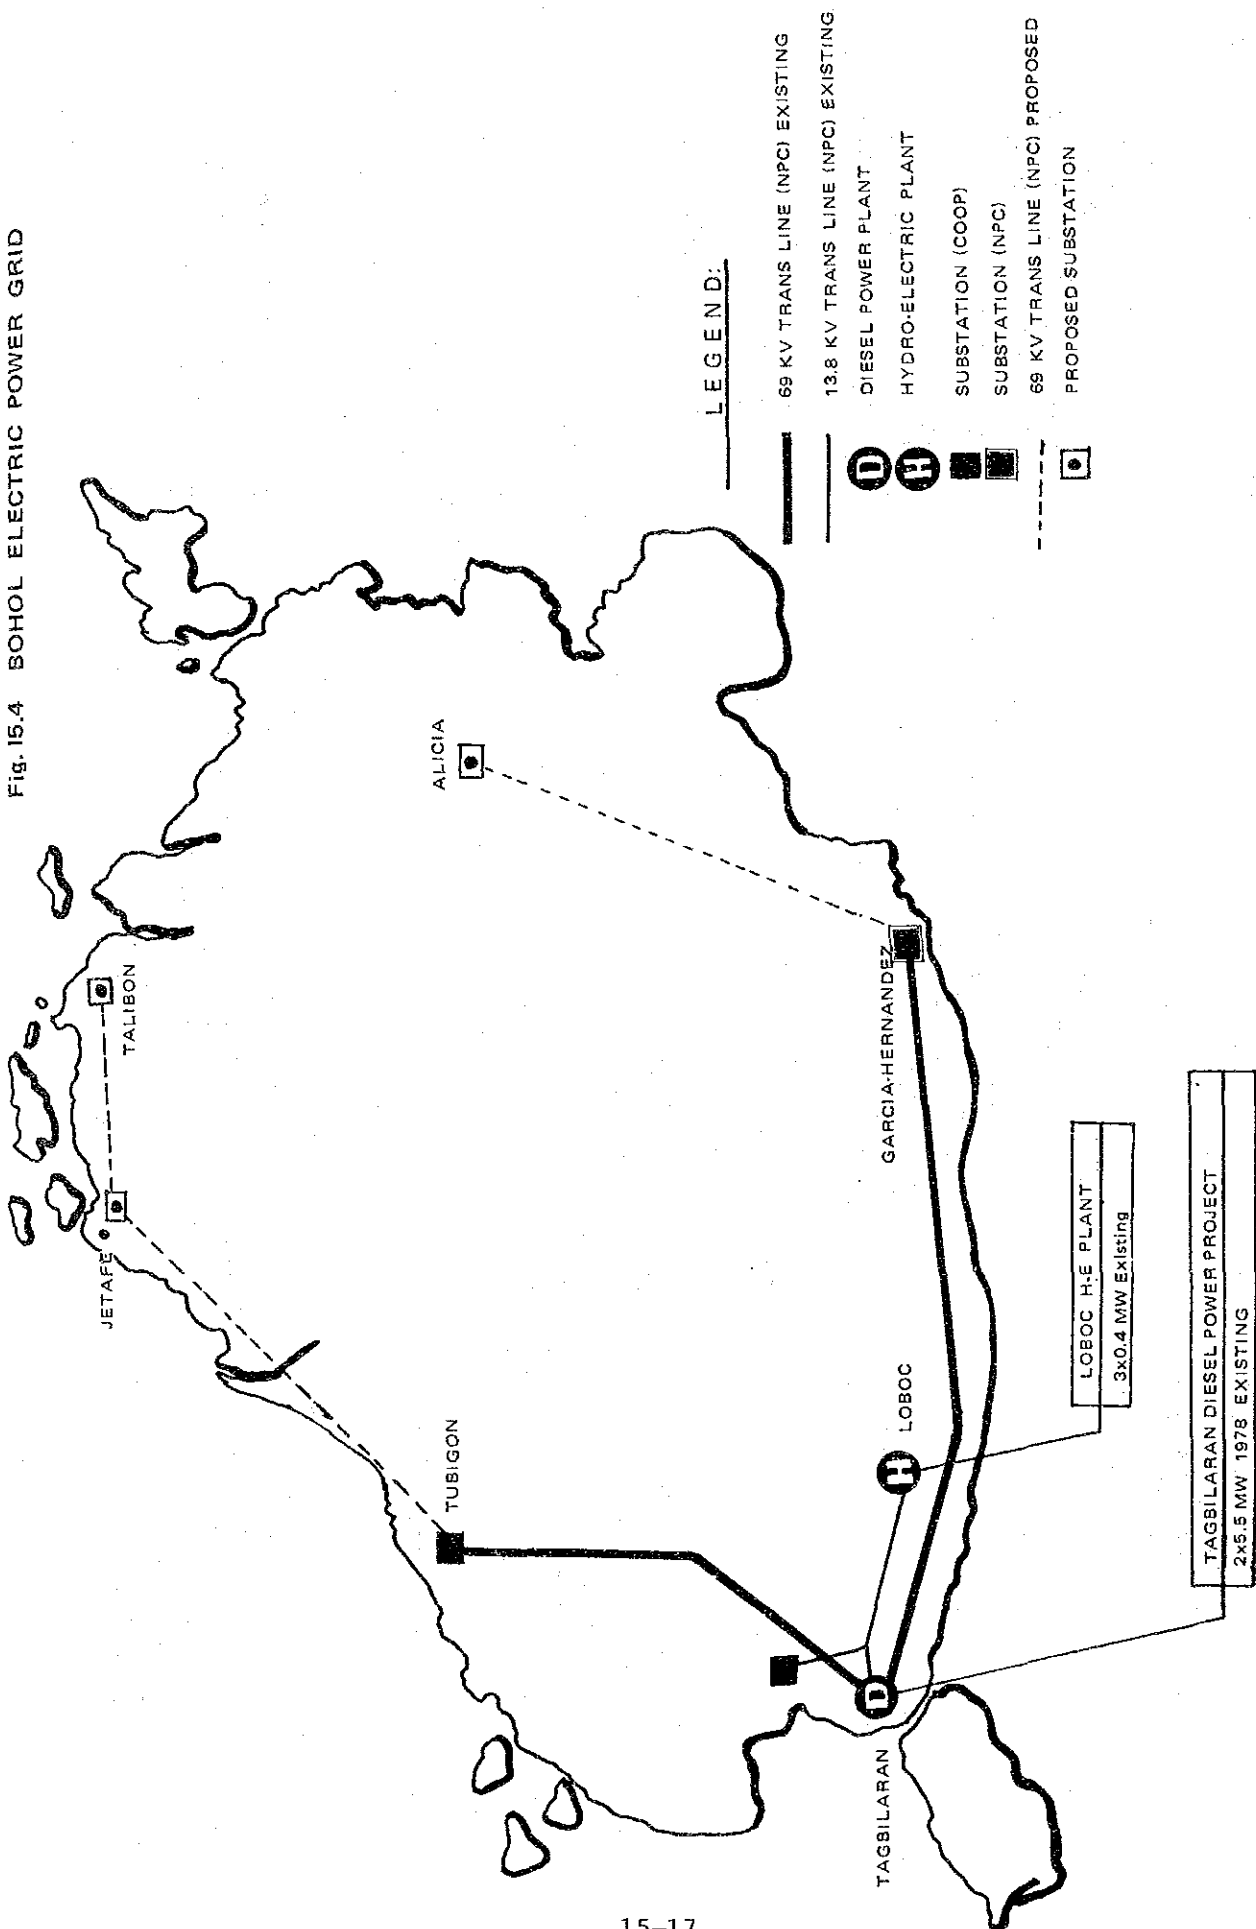 Fig. 15.4 BOHOL ELECTRIC POWER GRID
TALIBON
JETAFE
ALICIA
TUBIGON
GARCIA-HERNANDEZ
LOBOC
TAGBILARAN
D
H
LOBOC H-E PLANT
3x0.4 MW Existing
TAGBILARAN DIESEL POWER PROJECT
2x5.5 MW 1978 EXISTING
LEGEND:
69 KV TRANS LINE (NPC) EXISTING
13.8 KV TRANS LINE (NPC) EXISTING
D DIESEL POWER PLANT
H HYDRO-ELECTRIC PLANT
SUBSTATION (COOP)
SUBSTATION (NPC)
69 KV TRANS LINE (NPC) PROPOSED
PROPOSED SUBSTATION
15-17